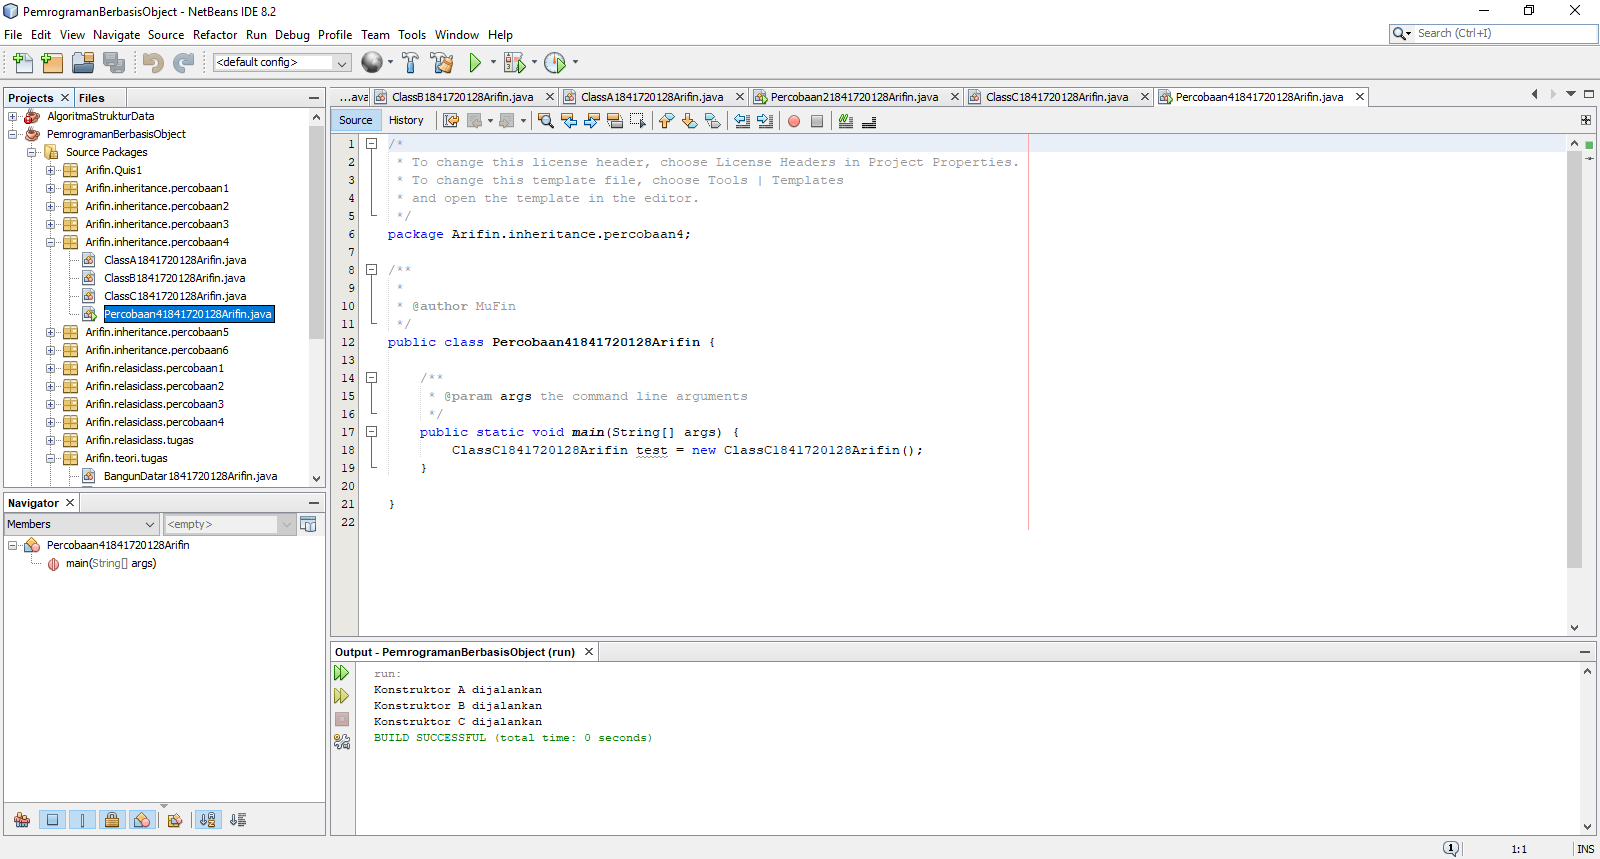 PemrogramanBerbasisObject - NetBeans IDE 8.2
File Edit View Navigate Source Refactor Run Debug Profile Team Tools Window Help
Search (Ctrl+I)
<default config>
Projects Files
AlgoritmaStrukturData
PemrogramanBerbasisObject
Source Packages
Arifin.Quis1
Arifin.inheritance.percobaan1
Arifin.inheritance.percobaan2
Arifin.inheritance.percobaan3
Arifin.inheritance.percobaan4
ClassA1841720128Arifin.java
ClassB1841720128Arifin.java
ClassC1841720128Arifin.java
Percobaan41841720128Arifin.java
Arifin.inheritance.percobaan5
Arifin.inheritance.percobaan6
Arifin.relasiclass.percobaan1
Arifin.relasiclass.percobaan2
Arifin.relasiclass.percobaan3
Arifin.relasiclass.percobaan4
Arifin.relasiclass.tugas
Arifin.teori.tugas
BangunDatar1841720128Arifin.java
Navigator
Members <empty>
Percobaan41841720128Arifin
main(String[] args)
...ava ClassB1841720128Arifin.java ClassA1841720128Arifin.java Percobaan21841720128Arifin.java ClassC1841720128Arifin.java Percobaan41841720128Arifin.java
Source History
1 /*
2 * To change this license header, choose License Headers in Project Properties.
3 * To change this template file, choose Tools | Templates
4 * and open the template in the editor.
5 */
6 package Arifin.inheritance.percobaan4;
7
8 /**
9 *
10 * @author MuFin
11 */
12 public class Percobaan41841720128Arifin {
13
14 /**
15 * @param args the command line arguments
16 */
17 public static void main(String[] args) {
18 ClassC1841720128Arifin test = new ClassC1841720128Arifin();
19 }
20
21 }
22
Output - PemrogramanBerbasisObject (run)
run:
Konstruktor A dijalankan
Konstruktor B dijalankan
Konstruktor C dijalankan
BUILD SUCCESSFUL (total time: 0 seconds)
1 1:1 INS